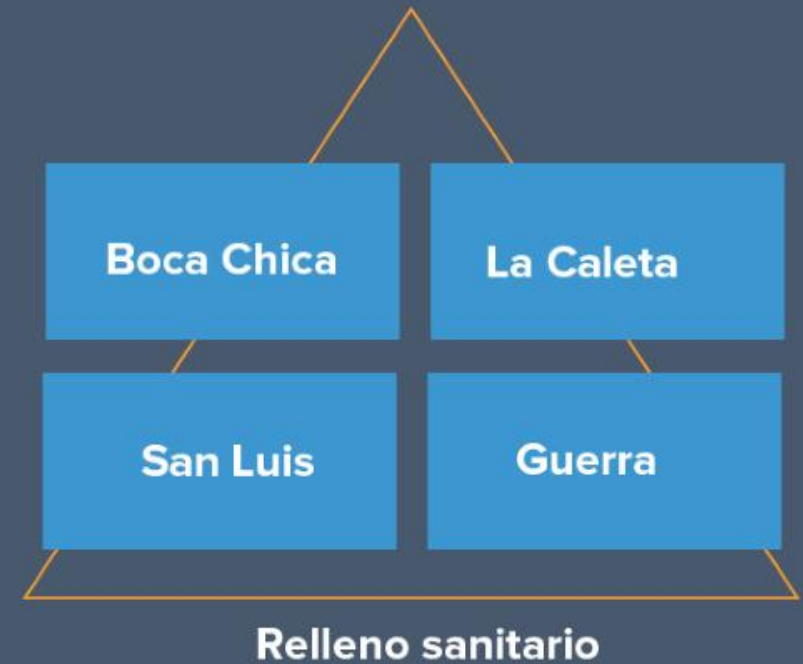 Boca Chica
La Caleta
San Luis
Guerra
Relleno sanitario